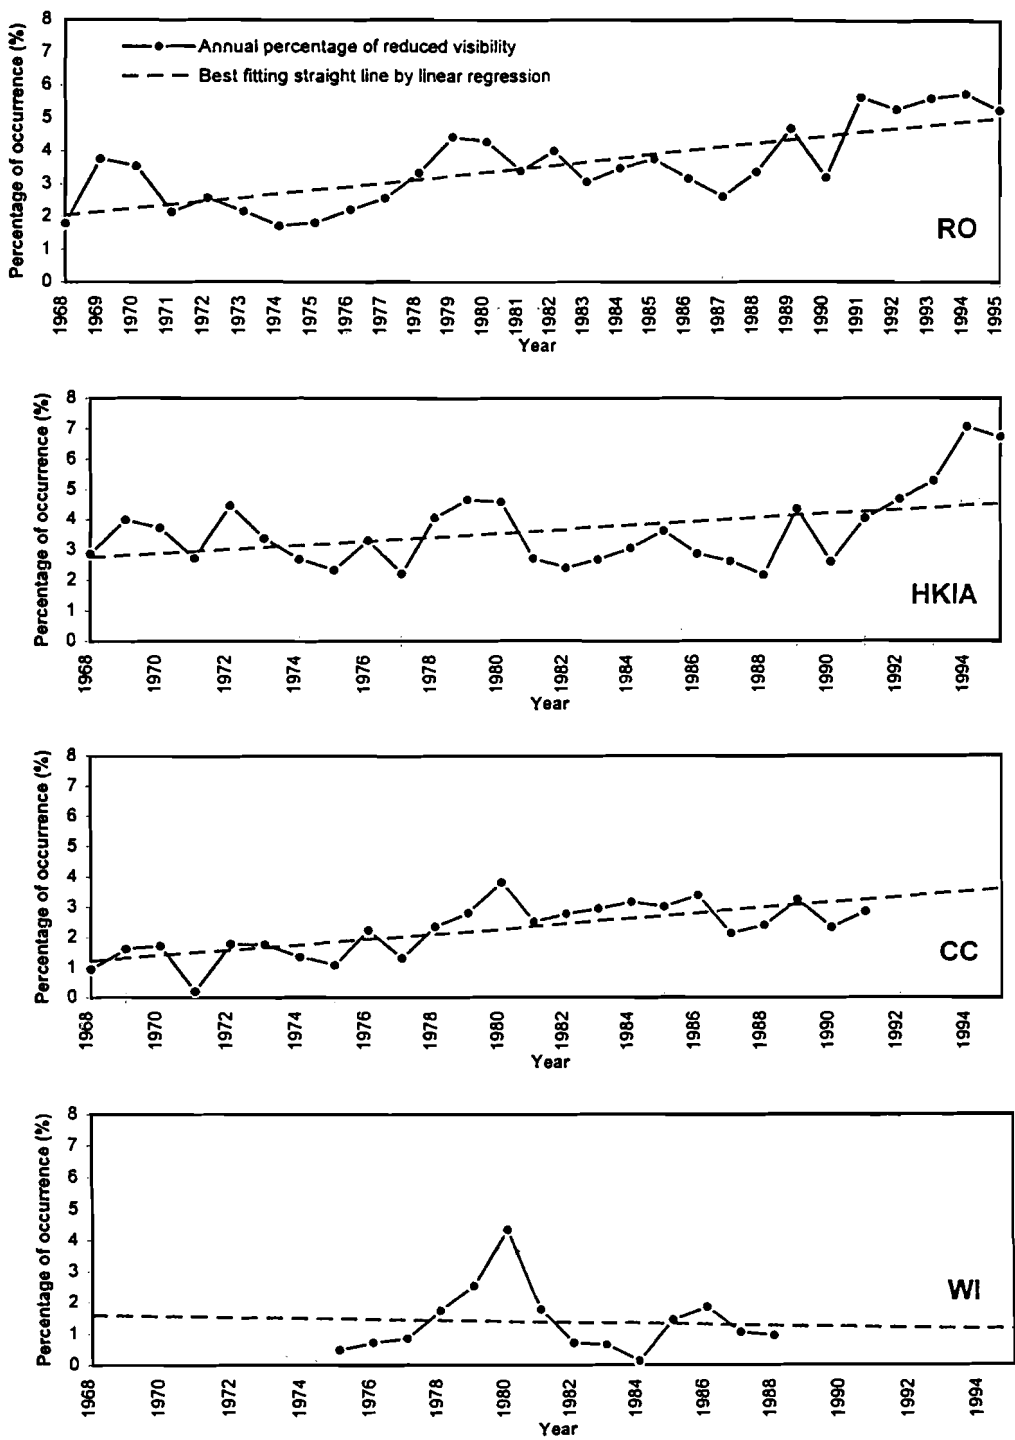 8
7
6
5
4
3
2
1
0
Percentage of occurrence (%)
Annual percentage of reduced visibility
Best fitting straight line by linear regression
RO
1968 1969 1970 1971 1972 1973 1974 1975 1976 1977 1978 1979 1980 1981 1982 1983 1984 1985 1986 1987 1988 1989 1990 1991 1992 1993 1994 1995
Year
8
7
6
5
4
3
2
1
0
Percentage of occurrence (%)
HKIA
1968 1970 1972 1974 1976 1978 1980 1982 1984 1986 1988 1990 1992 1994
Year
8
7
6
5
4
3
2
1
0
Percentage of occurrence (%)
CC
1968 1970 1972 1974 1976 1978 1980 1982 1984 1986 1988 1990 1992 1994
Year
8
7
6
5
4
3
2
1
0
Percentage of occurrence (%)
WI
1968 1970 1972 1974 1976 1978 1980 1982 1984 1986 1988 1990 1992 1994
Year